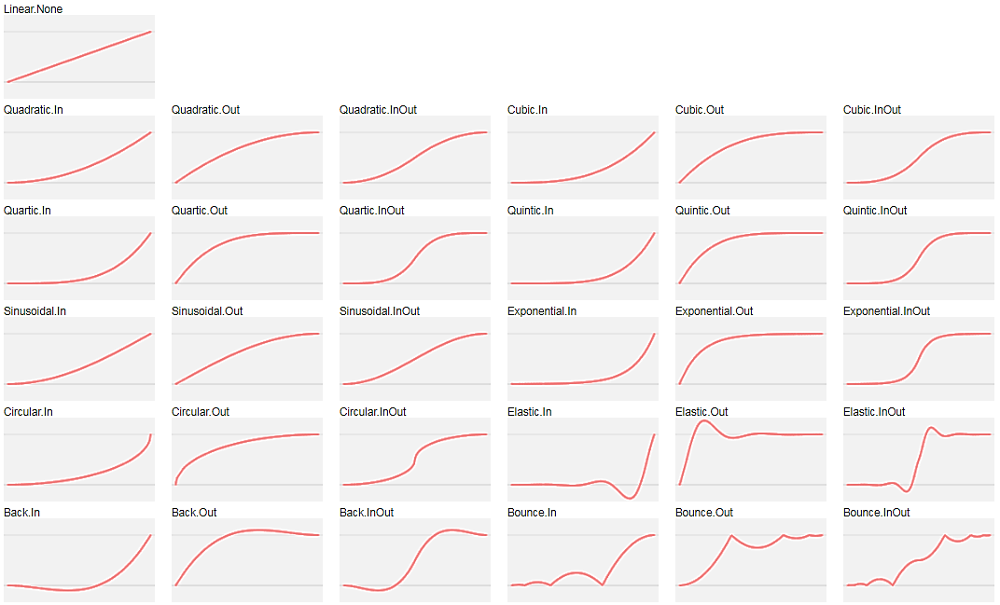 Linear.None
Quadratic.In
Quadratic.Out
Quadratic.InOut
Cubic.In
Cubic.Out
Cubic.InOut
Quartic.In
Quartic.Out
Quartic.InOut
Quintic.In
Quintic.Out
Quintic.InOut
Sinusoidal.In
Sinusoidal.Out
Sinusoidal.InOut
Exponential.In
Exponential.Out
Exponential.InOut
Circular.In
Circular.Out
Circular.InOut
Elastic.In
Elastic.Out
Elastic.InOut
Back.In
Back.Out
Back.InOut
Bounce.In
Bounce.Out
Bounce.InOut